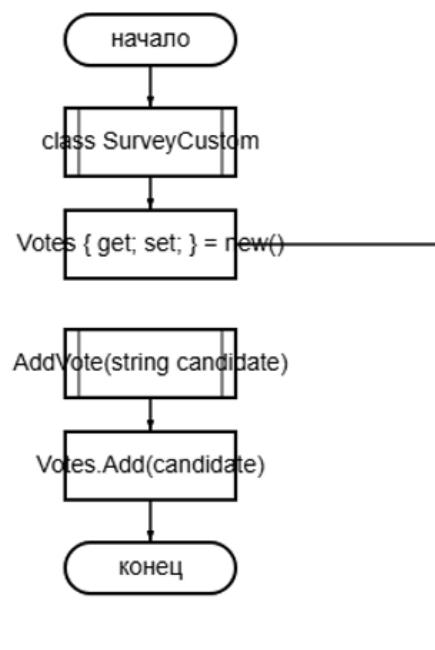 начало
class SurveyCustom
Votes { get; set; } = new()
AddVote(string candidate)
Votes.Add(candidate)
конец